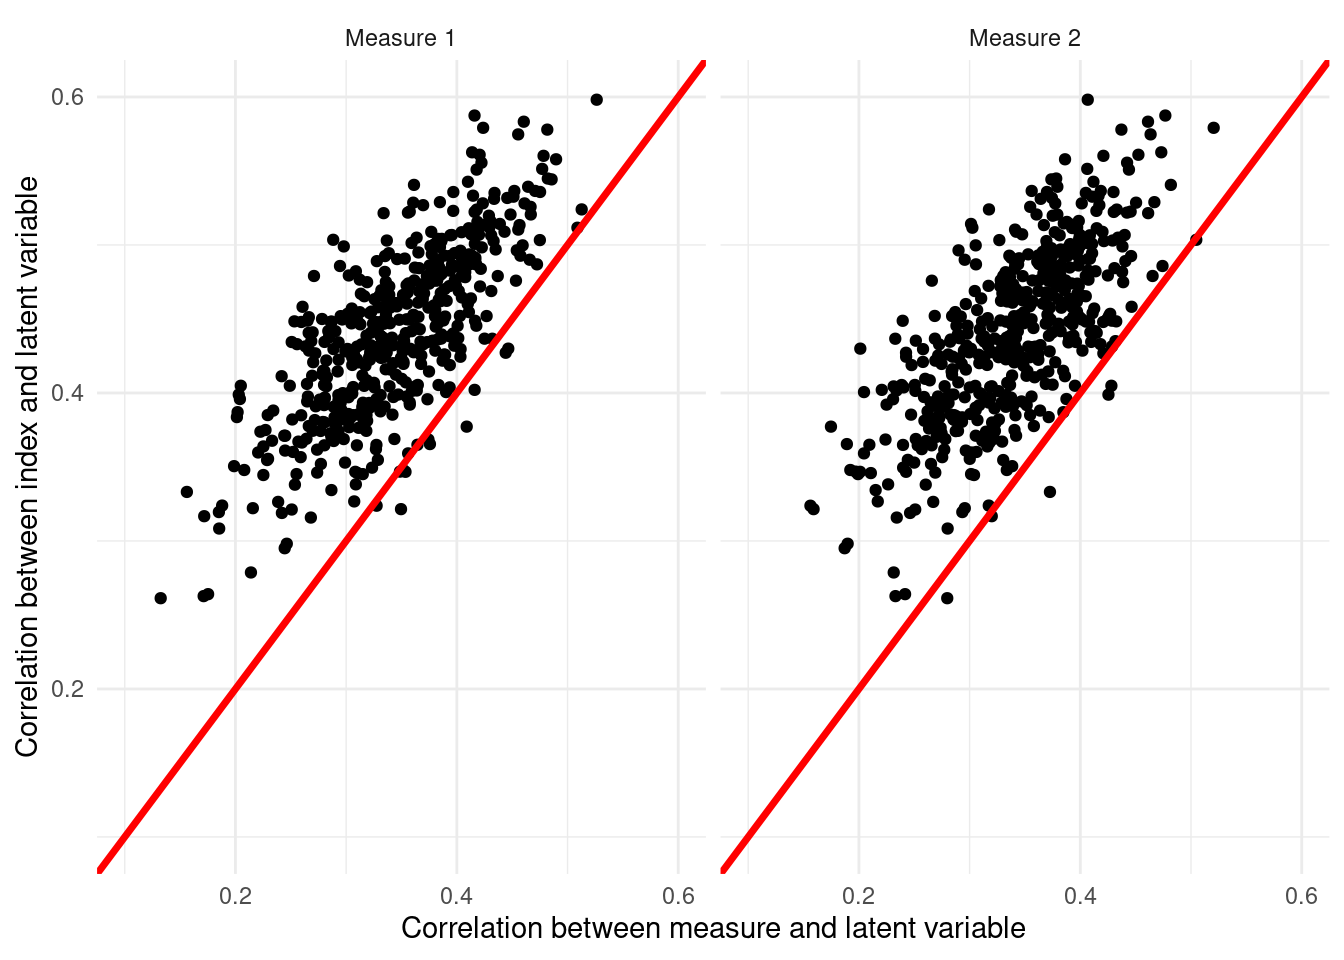 Measure 1
Measure 2
Correlation between index and latent variable
0.6
0.4
0.2
0.2
0.4
0.6
0.2
0.4
0.6
Correlation between measure and latent variable